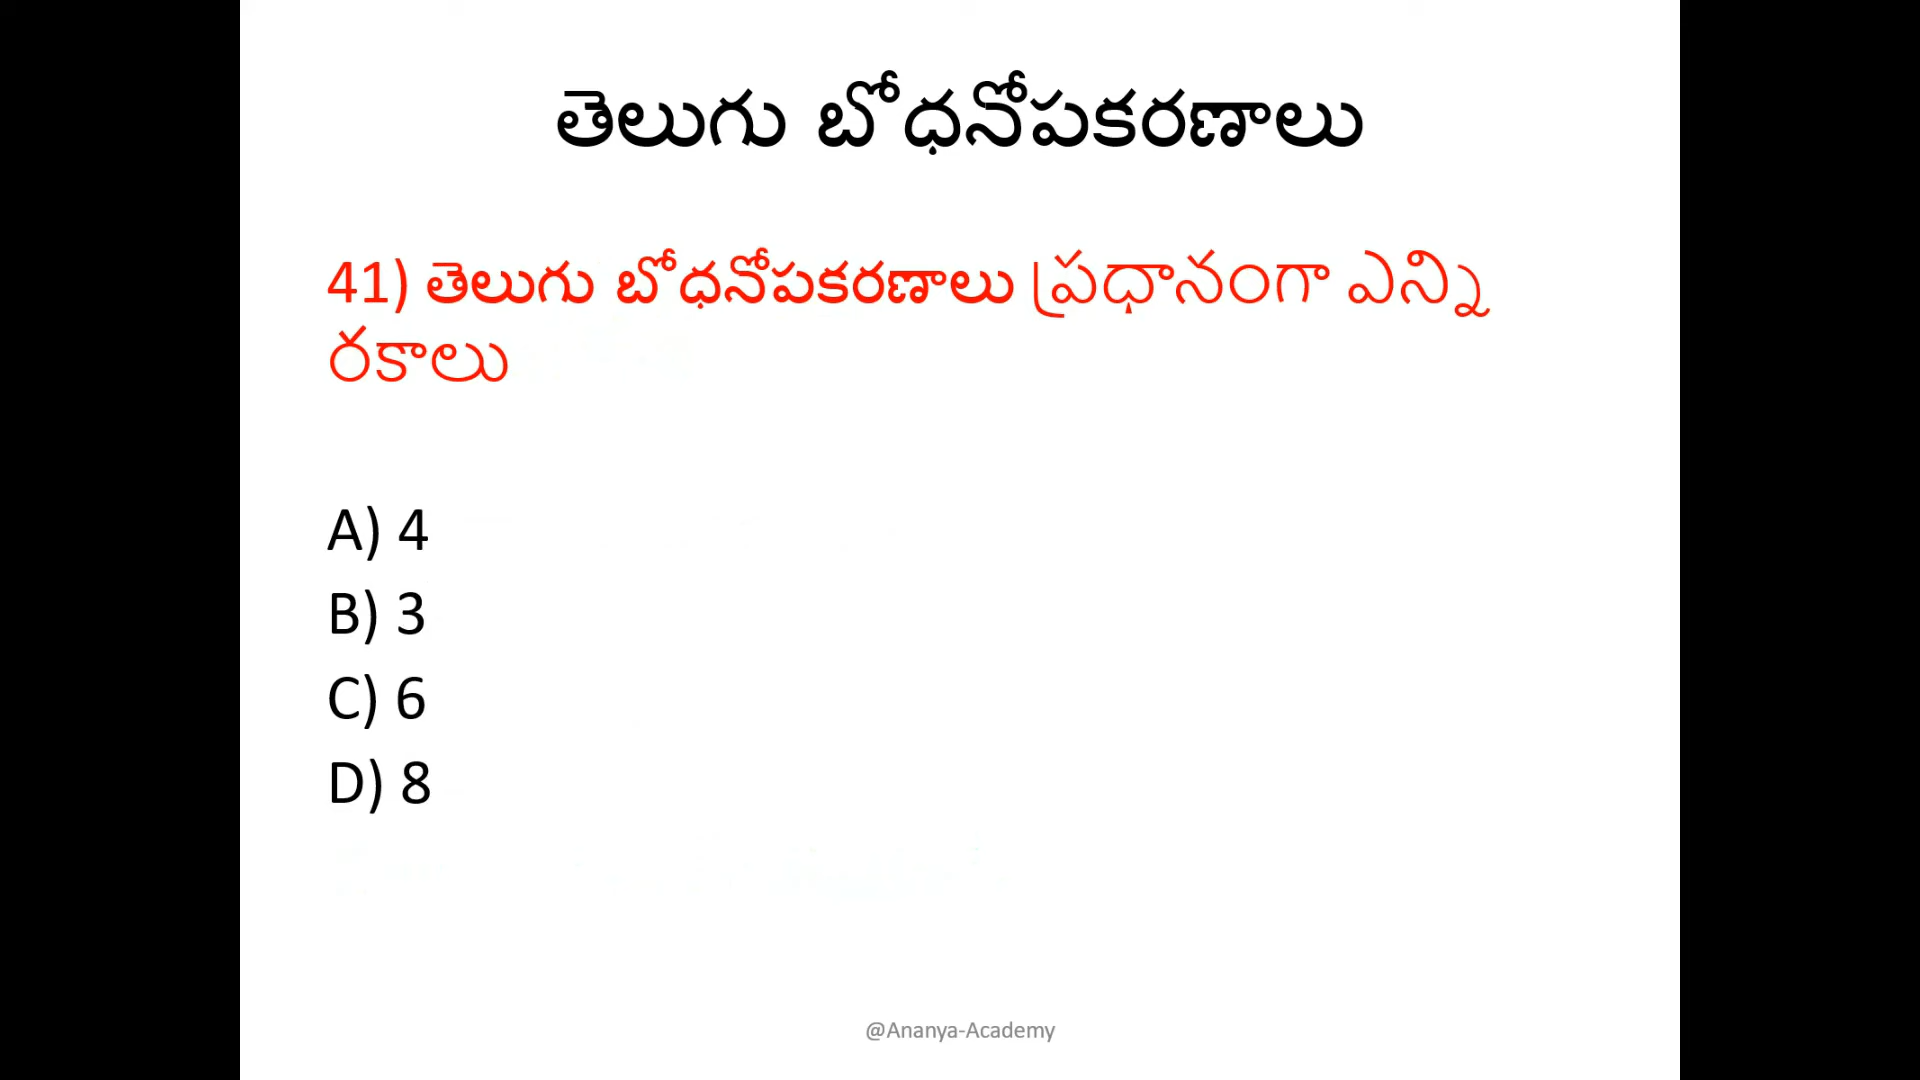 తెలుగు బోధనోపకరణాలు
41) తెలుగు బోధనోపకరణాలు ప్రధానంగా ఎన్ని
రకాలు
A) 4
B) 3
C) 6
D) 8
@Ananya-Academy